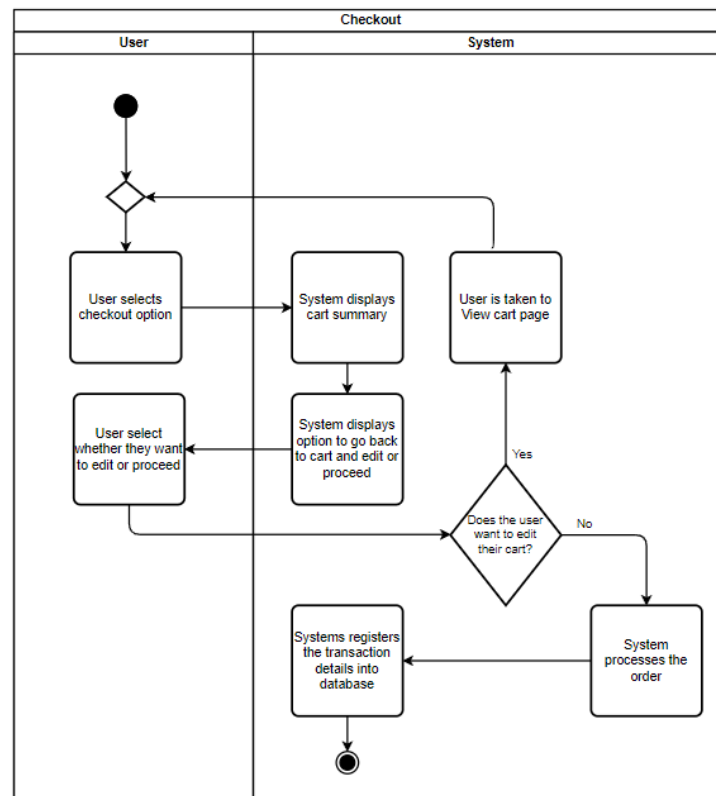 Checkout
User
System
User selects
checkout option
System displays
cart summary
User is taken to
View cart page
User select
whether they want
to edit or proceed
System displays
option to go back
to cart and edit or
proceed
Yes
Does the user
want to edit
their cart?
No
Systems registers
the transaction
details into
database
System
processes the
order